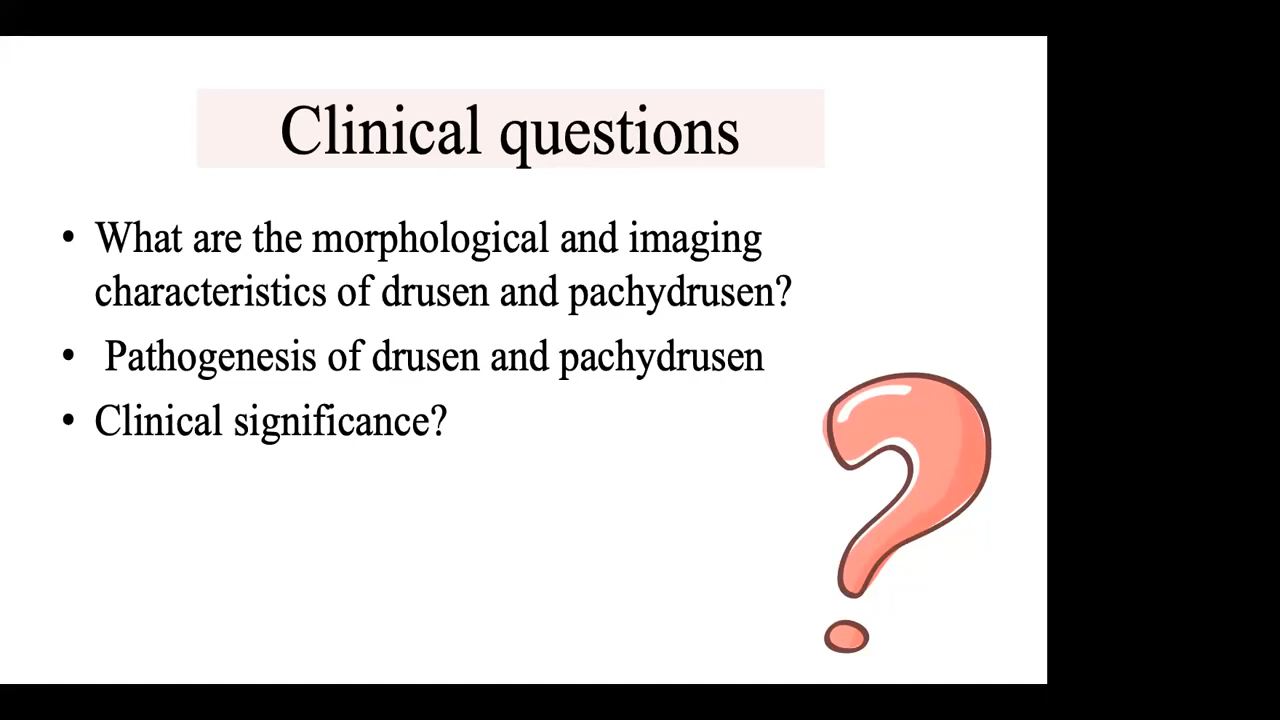 Clinical questions
• What are the morphological and imaging
characteristics of drusen and pachydrusen?
• Pathogenesis of drusen and pachydrusen
• Clinical significance?